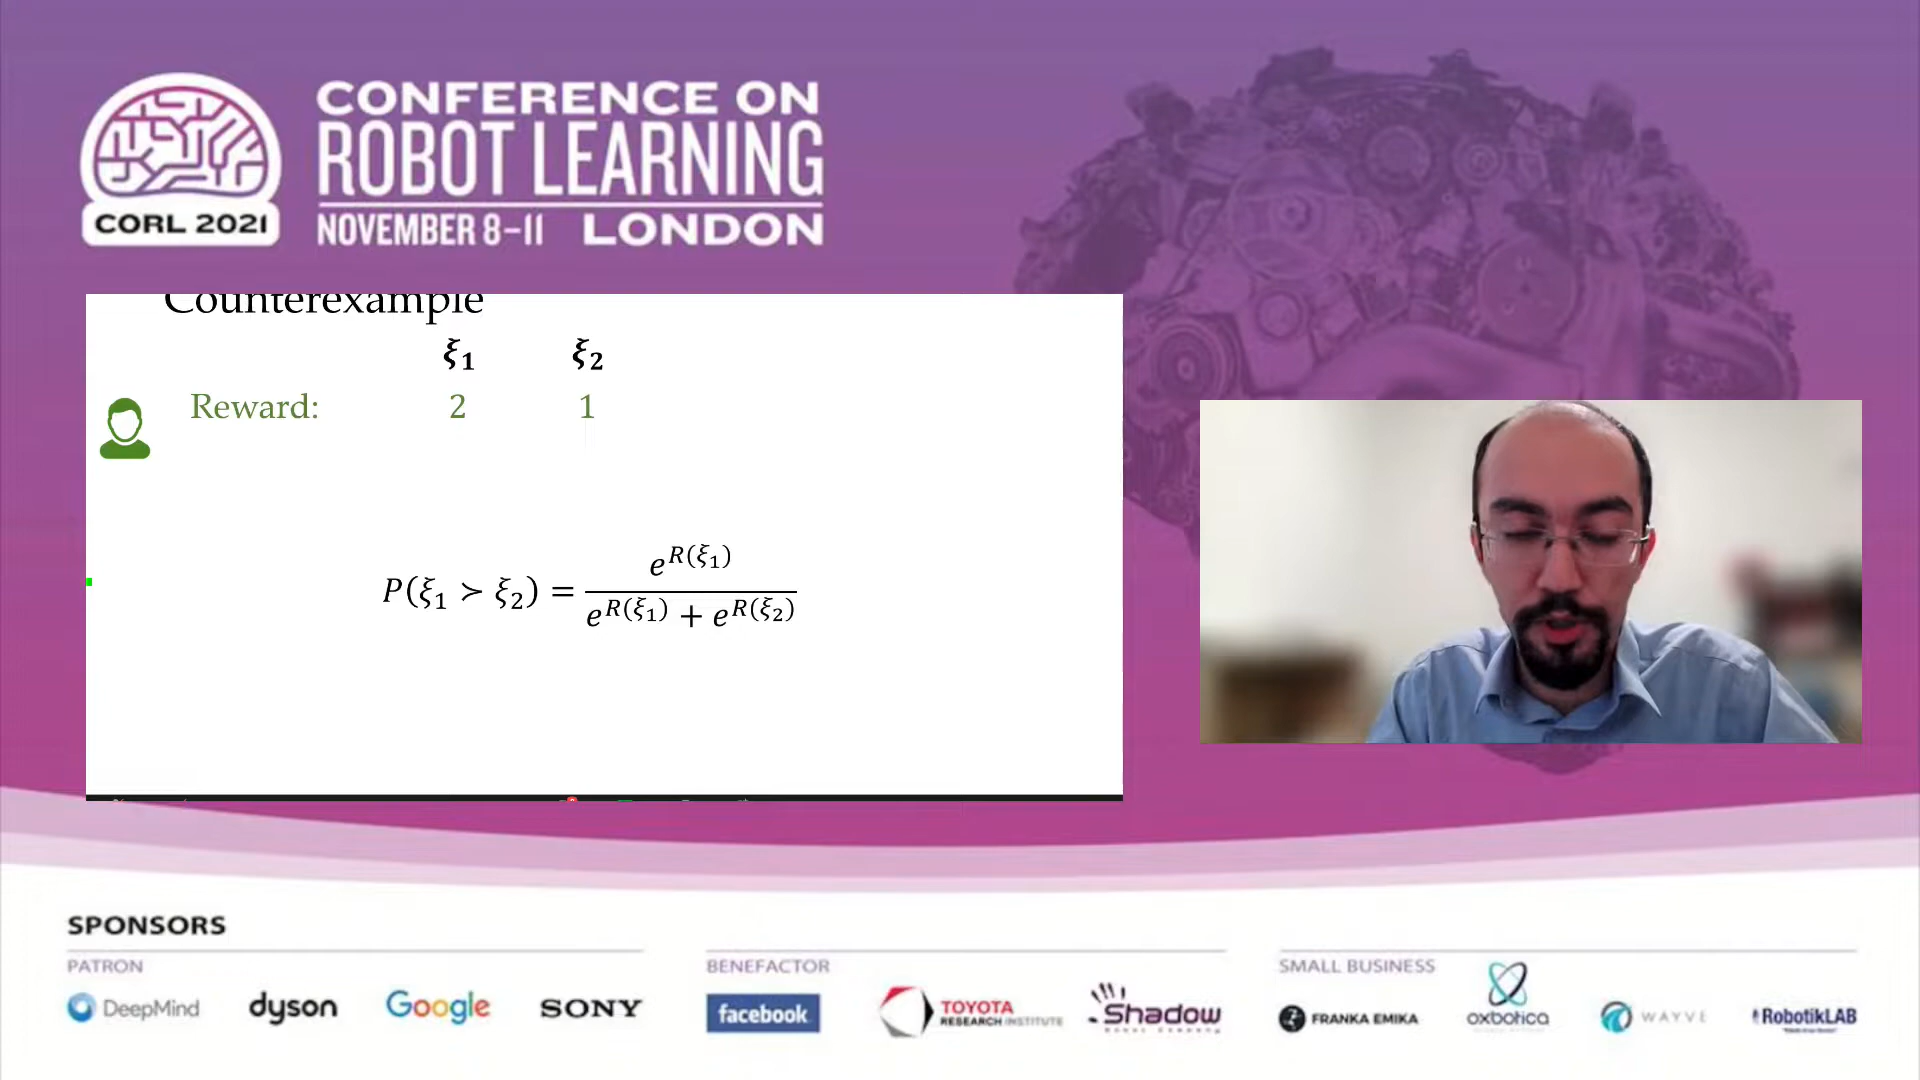 CONFERENCE ON
ROBOT LEARNING
NOVEMBER 8-11 LONDON
CORL 2021
Counterexample
ξ₁ ξ₂
Reward: 2 1
P(ξ₁ ≻ ξ₂) = e^{R(ξ₁)} / (e^{R(ξ₁)} + e^{R(ξ₂)})
SPONSORS
PATRON
DeepMind dyson Google SONY
BENEFACTOR
facebook TOYOTA RESEARCH INSTITUTE Shadow
SMALL BUSINESS
FRANKA EMIKA oxbotica WAYVE RobotikLAB